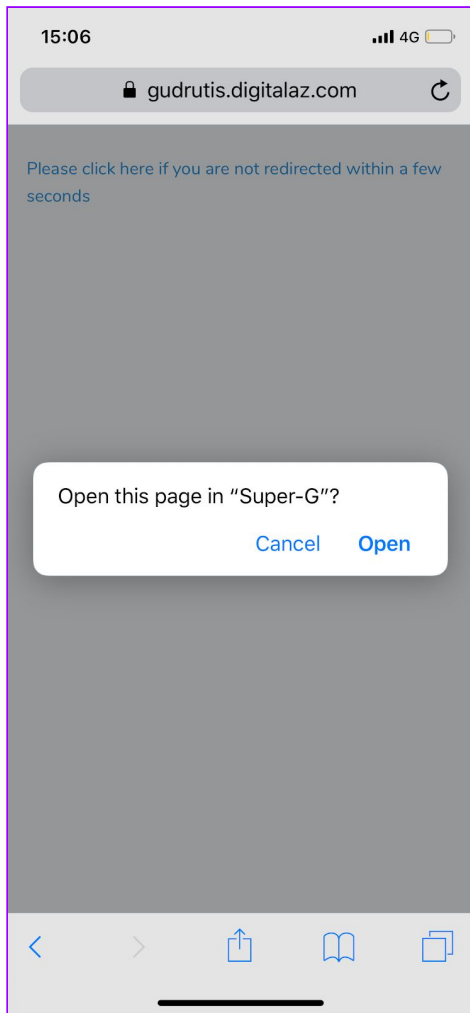 15:06 4G
gudrutis.digitalaz.com
Please click here if you are not redirected within a few
seconds
Open this page in “Super-G”?
Cancel Open